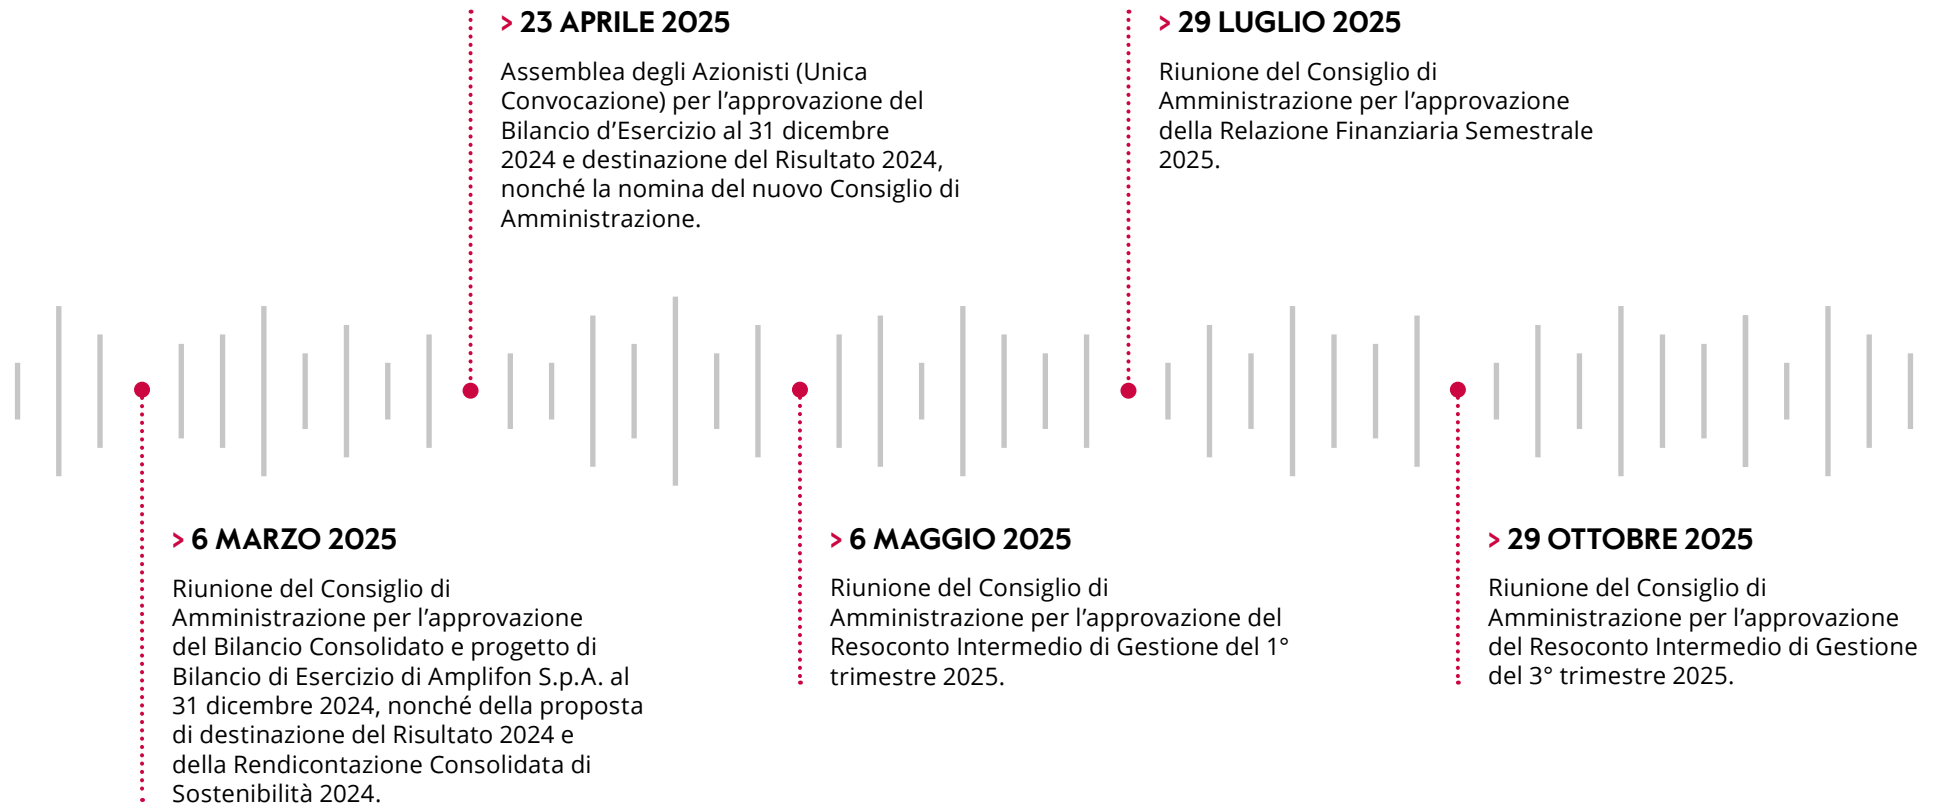 > 23 APRILE 2025
Assemblea degli Azionisti (Unica
Convocazione) per l’approvazione del
Bilancio d’Esercizio al 31 dicembre
2024 e destinazione del Risultato 2024,
nonché la nomina del nuovo Consiglio di
Amministrazione.
> 29 LUGLIO 2025
Riunione del Consiglio di
Amministrazione per l’approvazione
della Relazione Finanziaria Semestrale
2025.
> 6 MARZO 2025
Riunione del Consiglio di
Amministrazione per l’approvazione
del Bilancio Consolidato e progetto di
Bilancio di Esercizio di Amplifon S.p.A. al
31 dicembre 2024, nonché della proposta
di destinazione del Risultato 2024 e
della Rendicontazione Consolidata di
Sostenibilità 2024.
> 6 MAGGIO 2025
Riunione del Consiglio di
Amministrazione per l’approvazione del
Resoconto Intermedio di Gestione del 1°
trimestre 2025.
> 29 OTTOBRE 2025
Riunione del Consiglio di
Amministrazione per l’approvazione
del Resoconto Intermedio di Gestione
del 3° trimestre 2025.